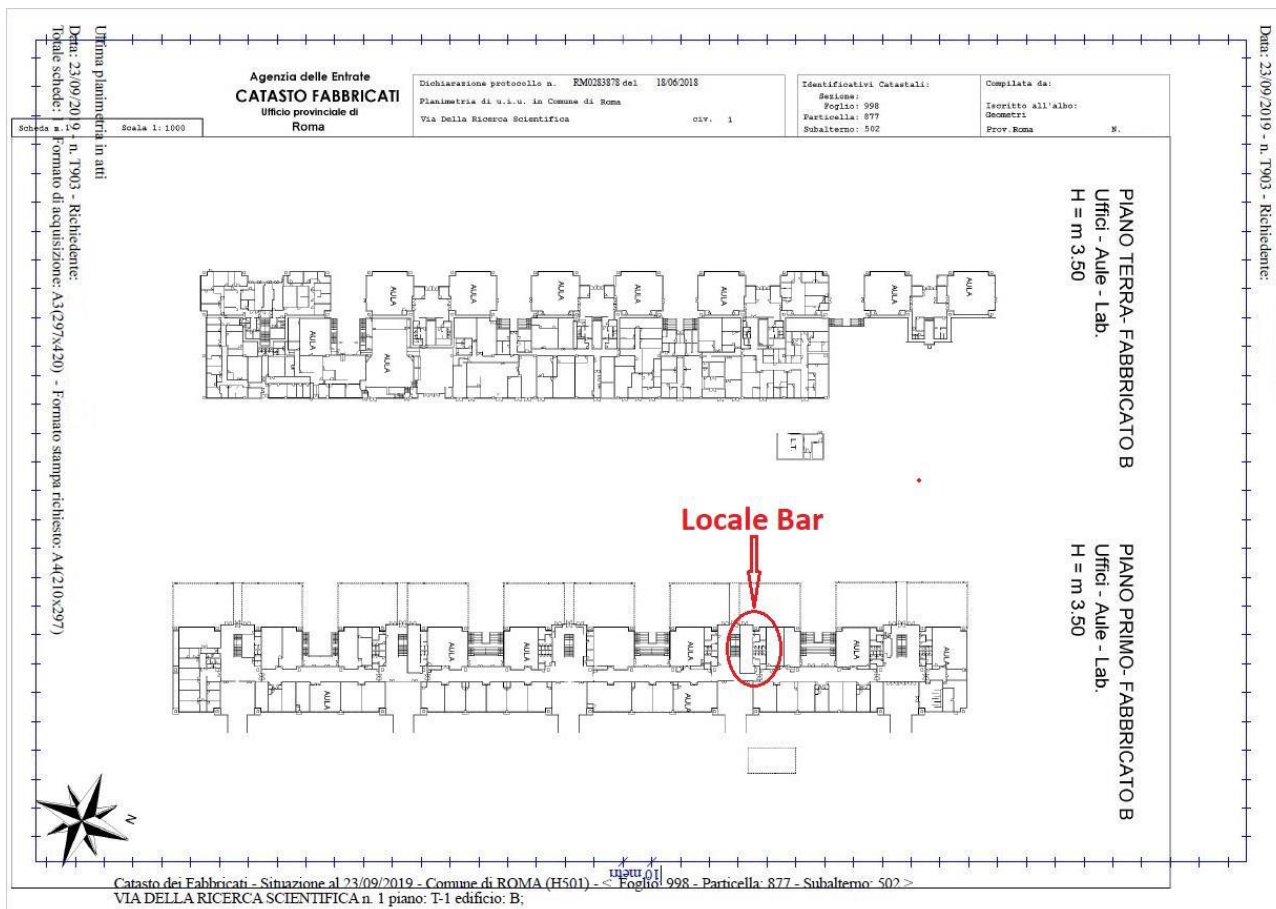 Ultima planimetria in atti
Data: 23/09/2019 - n. T903 - Richiedente:
Totale schede: 1 - Formato di acquisizione: A3(297x420) - Formato stampa richiesto: A4(210x297)
Agenzia delle Entrate
CATASTO FABBRICATI
Ufficio provinciale di
Roma
Scheda n.1
Scala 1: 1000
Dichiarazione protocollo n. RM0283878 del 18/06/2018
Planimetria di u.i.u. in Comune di Roma
Via Della Ricerca Scientifica civ. 1
Identificativi Catastali:
Sezione:
Foglio: 998
Particella: 877
Subalterno: 502
Compilata da:
Iscritto all'albo:
Geometri
Prov.Roma N.
Data: 23/09/2019 - n. T903 - Richiedente:
PIANO TERRA- FABBRICATO B
Uffici - Aule - Lab.
H = m 3.50
AULA
AULA
AULA
AULA
AULA
AULA
AULA
AULA
AULA
L.T.
Locale Bar
PIANO PRIMO- FABBRICATO B
Uffici - Aule - Lab.
H = m 3.50
AULA
AULA
AULA
AULA
AULA
AULA
N
10 metri
Catasto dei Fabbricati - Situazione al 23/09/2019 - Comune di ROMA (H501) - < Foglio: 998 - Particella: 877 - Subalterno: 502 >
VIA DELLA RICERCA SCIENTIFICA n. 1 piano: T-1 edificio: B;